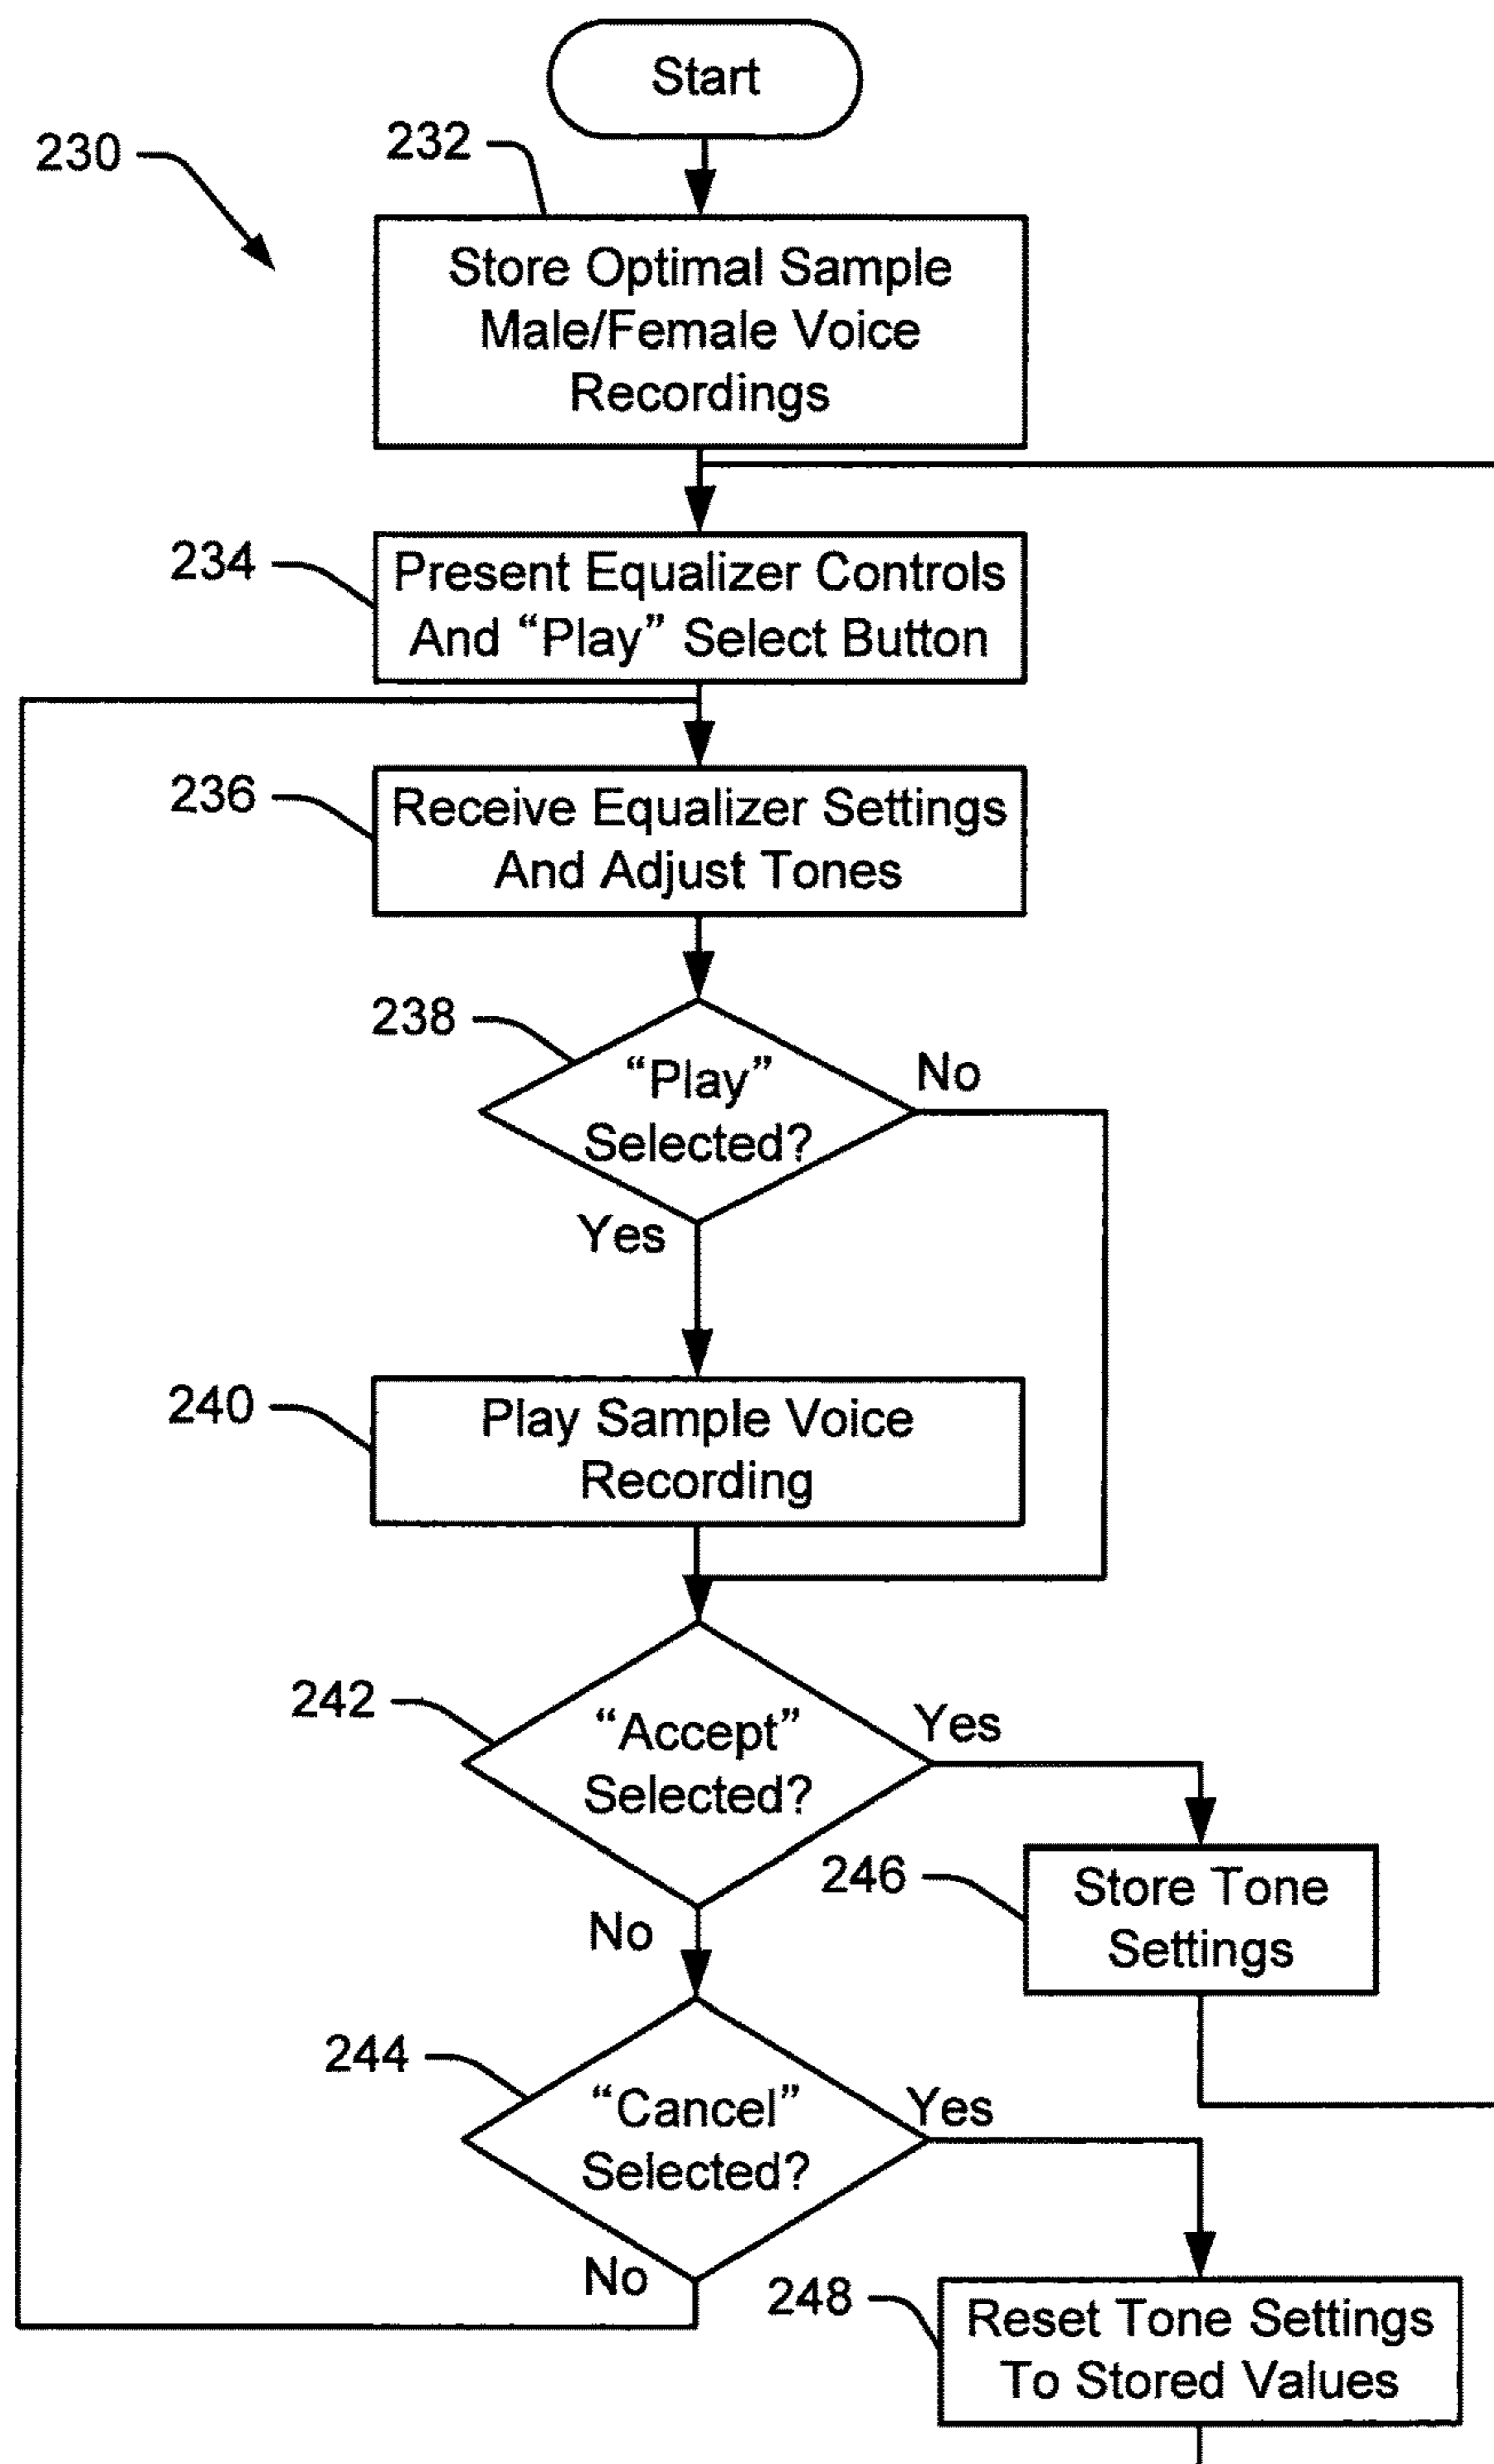 Start
230
232
Store Optimal Sample
Male/Female Voice
Recordings
234
Present Equalizer Controls
And “Play” Select Button
236
Receive Equalizer Settings
And Adjust Tones
238
“Play”
Selected?
No
Yes
240
Play Sample Voice
Recording
242
“Accept”
Selected?
Yes
No
246
Store Tone
Settings
244
“Cancel”
Selected?
Yes
No
248
Reset Tone Settings
To Stored Values